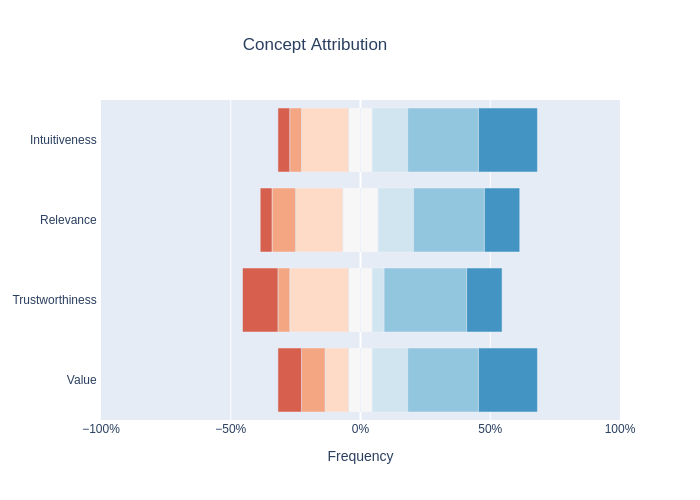 Concept Attribution
Intuitiveness
Relevance
Trustworthiness
Value
−100%
−50%
0%
50%
100%
Frequency